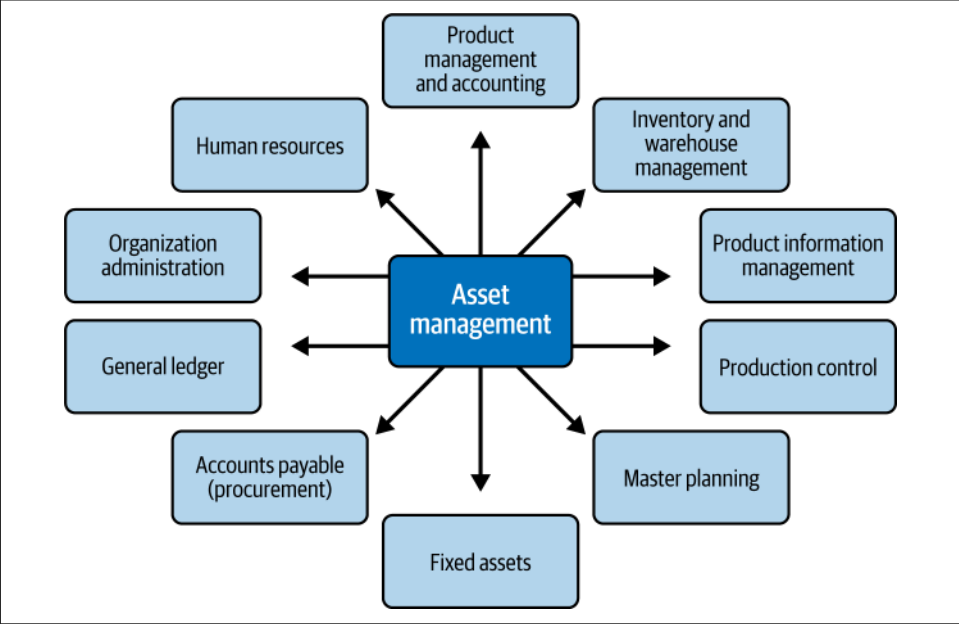 Product
management
and accounting
Human resources
Inventory and
warehouse
management
Organization
administration
Product information
management
Asset
management
General ledger
Production control
Accounts payable
(procurement)
Master planning
Fixed assets